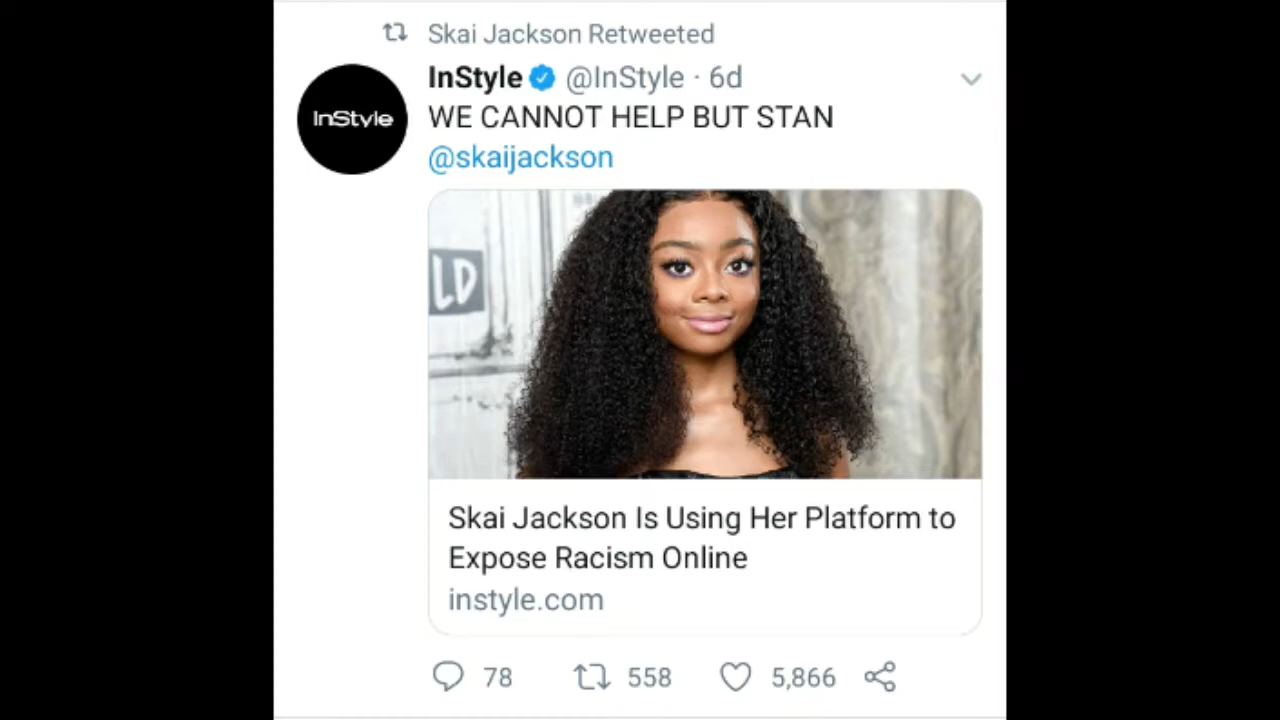 Skai Jackson Retweeted
InStyle @InStyle · 6d
InStyle
WE CANNOT HELP BUT STAN
@skaijackson
LD
Skai Jackson Is Using Her Platform to
Expose Racism Online
instyle.com
78 558 5,866